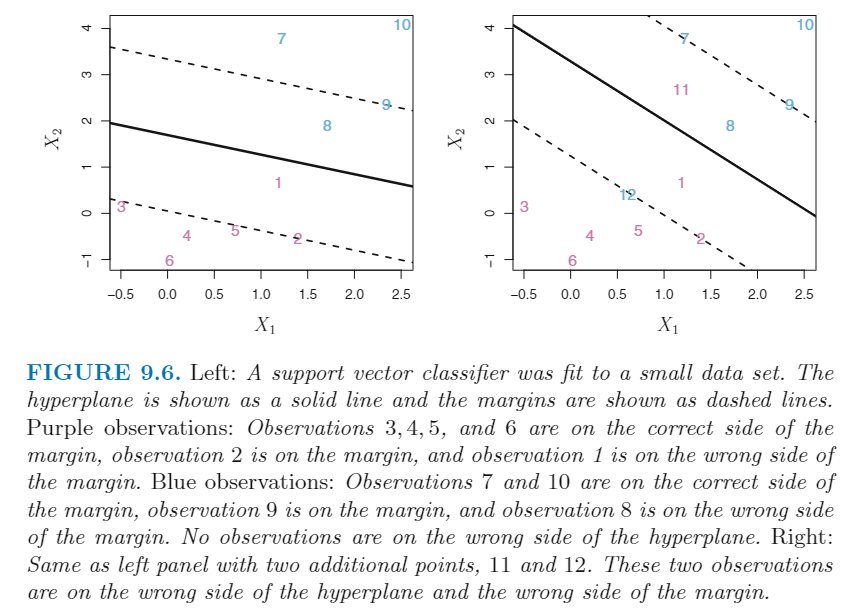 7
10
9
8
1
3
4
5
2
6
X2
4
3
2
1
0
−1
−0.5 0.0 0.5 1.0 1.5 2.0 2.5
X1
7
10
11
9
8
12
1
3
4
5
2
6
X2
4
3
2
1
0
−1
−0.5 0.0 0.5 1.0 1.5 2.0 2.5
X1
FIGURE 9.6. Left: A support vector classifier was fit to a small data set. The
hyperplane is shown as a solid line and the margins are shown as dashed lines.
Purple observations: Observations 3, 4, 5, and 6 are on the correct side of the
margin, observation 2 is on the margin, and observation 1 is on the wrong side of
the margin. Blue observations: Observations 7 and 10 are on the correct side of
the margin, observation 9 is on the margin, and observation 8 is on the wrong side
of the margin. No observations are on the wrong side of the hyperplane. Right:
Same as left panel with two additional points, 11 and 12. These two observations
are on the wrong side of the hyperplane and the wrong side of the margin.